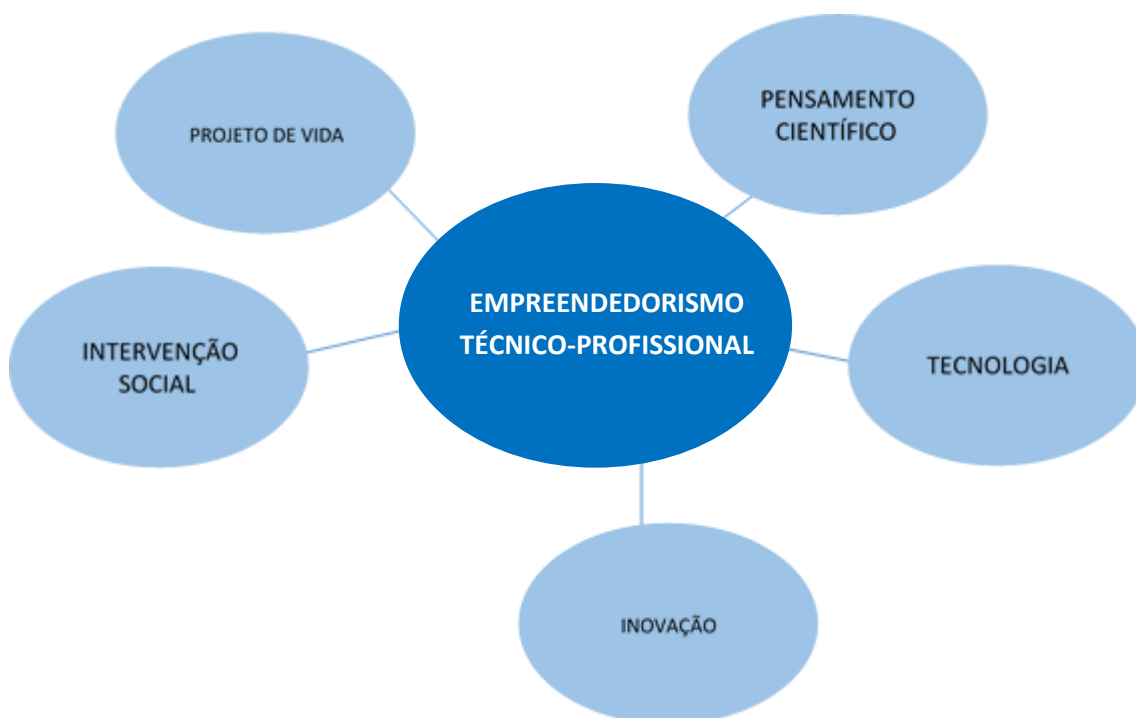 PENSAMENTO
CIENTÍFICO
PROJETO DE VIDA
EMPREENDEDORISMO
TÉCNICO-PROFISSIONAL
INTERVENÇÃO
SOCIAL
TECNOLOGIA
INOVAÇÃO